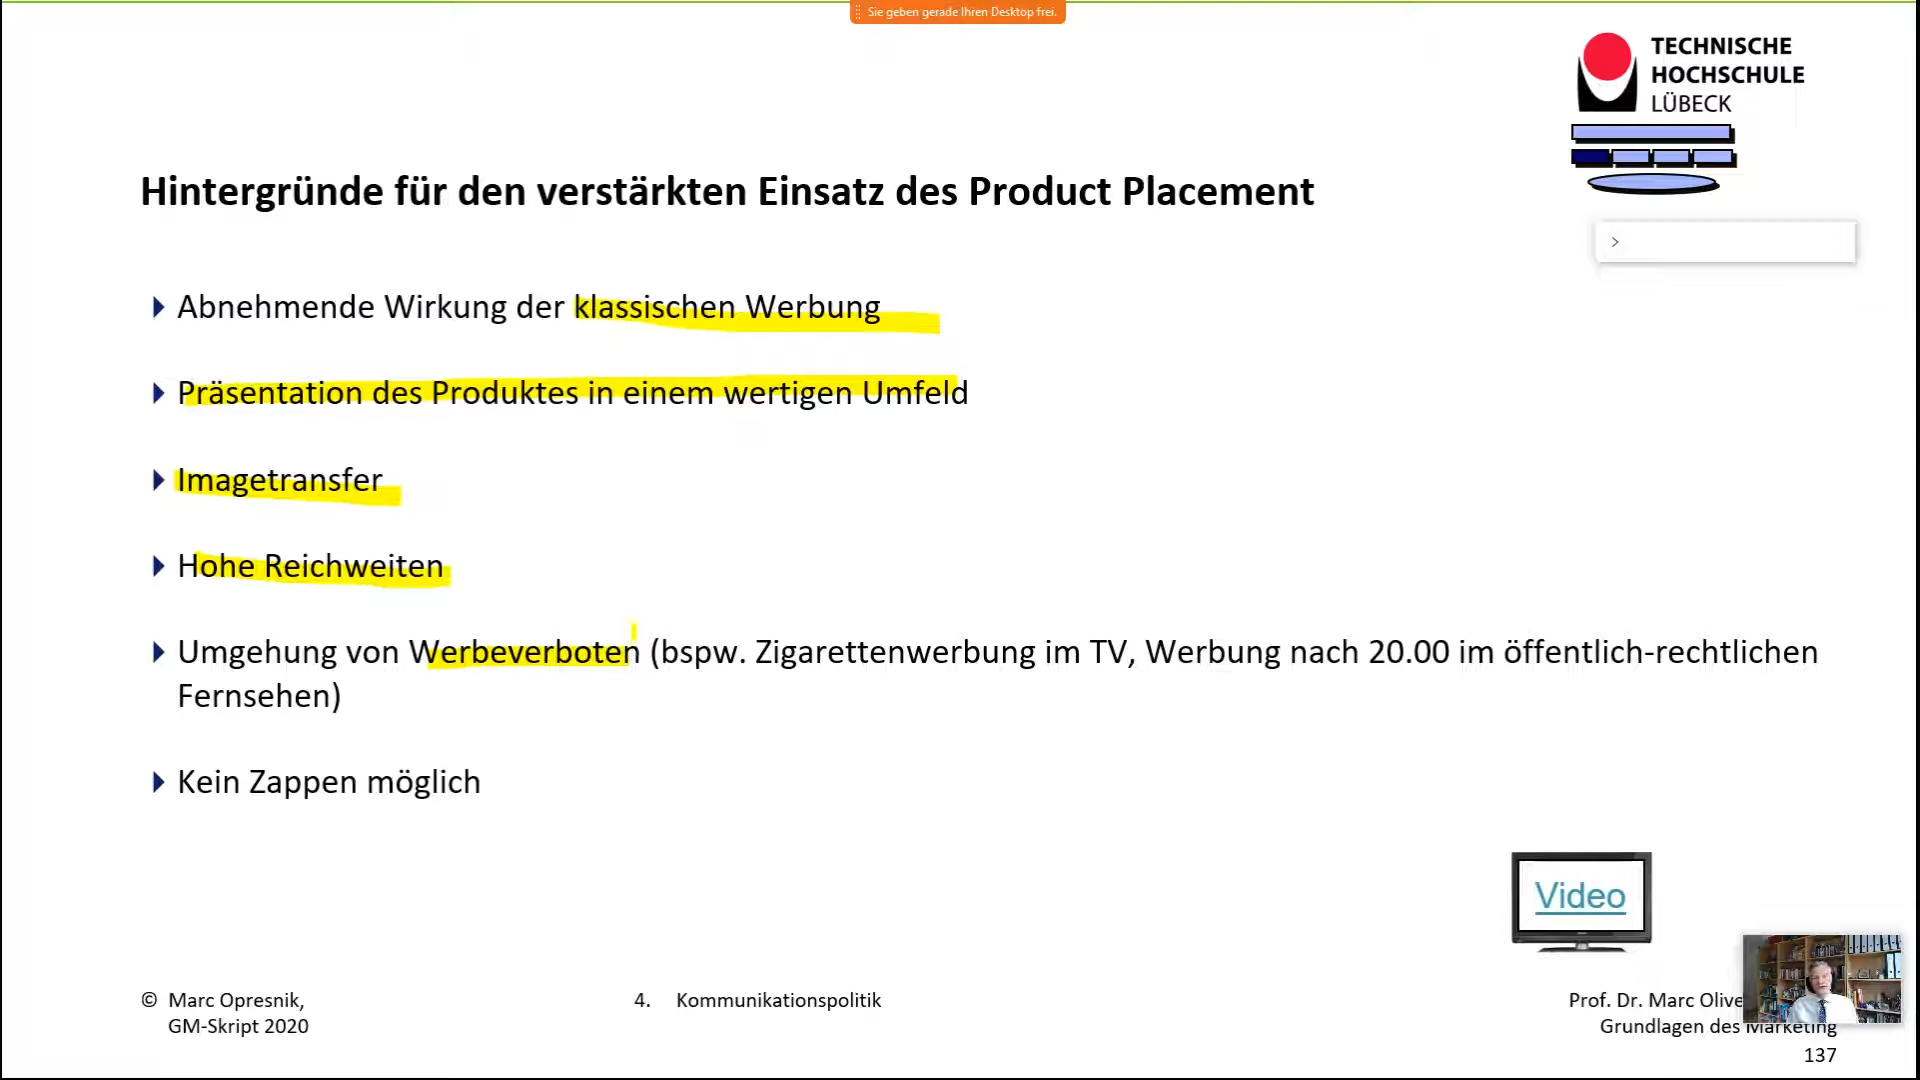 Sie geben gerade Ihren Desktop frei.
TECHNISCHE
HOCHSCHULE
LÜBECK
Hintergründe für den verstärkten Einsatz des Product Placement
Abnehmende Wirkung der klassischen Werbung
Präsentation des Produktes in einem wertigen Umfeld
Imagetransfer
Hohe Reichweiten
Umgehung von Werbeverboten (bspw. Zigarettenwerbung im TV, Werbung nach 20.00 im öffentlich-rechtlichen
Fernsehen)
Kein Zappen möglich
Video
© Marc Opresnik,
GM-Skript 2020
4. Kommunikationspolitik
Prof. Dr. Marc
Grundlagen des Marketing
137